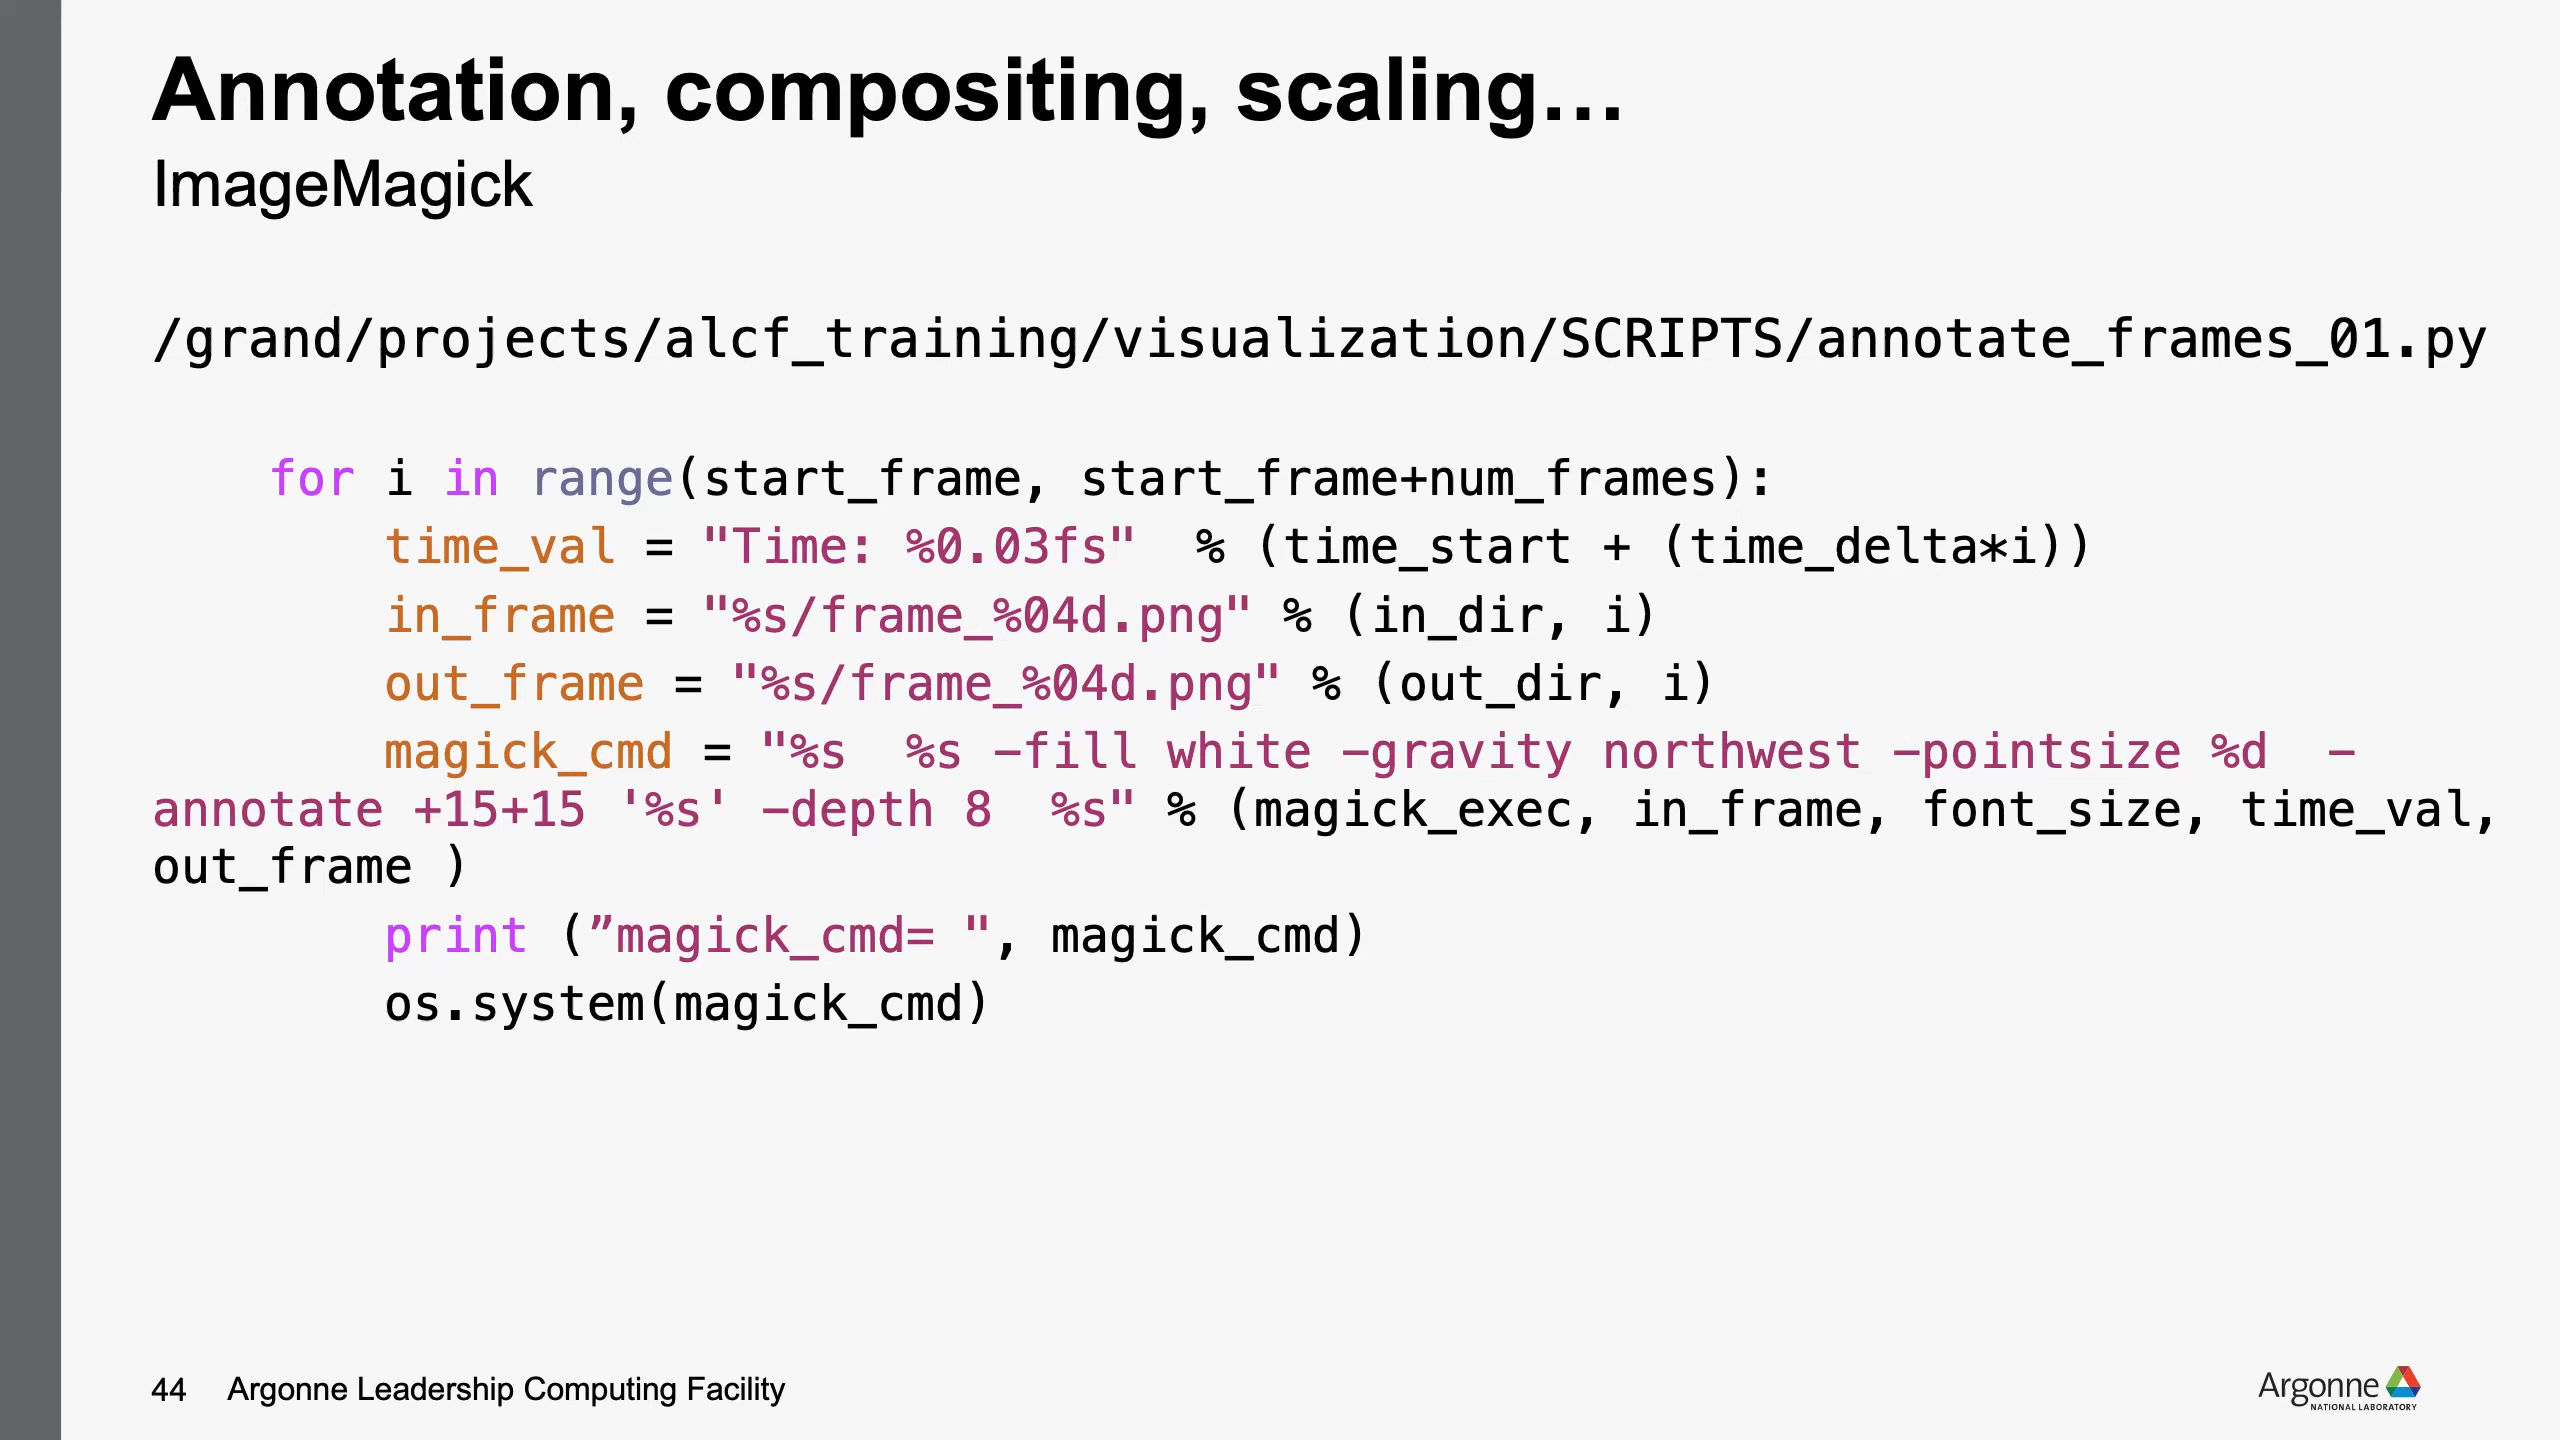 Annotation, compositing, scaling…
ImageMagick
/grand/projects/alcf_training/visualization/SCRIPTS/annotate_frames_01.py
for i in range(start_frame, start_frame+num_frames):
time_val = "Time: %0.03fs"  % (time_start + (time_delta*i))
in_frame = "%s/frame_%04d.png" % (in_dir, i)
out_frame = "%s/frame_%04d.png" % (out_dir, i)
magick_cmd = "%s  %s –fill white –gravity northwest –pointsize %d  –
annotate +15+15 '%s' –depth 8  %s" % (magick_exec, in_frame, font_size, time_val,
out_frame )
print (”magick_cmd= ", magick_cmd)
os.system(magick_cmd)
44 Argonne Leadership Computing Facility
Argonne
NATIONAL LABORATORY